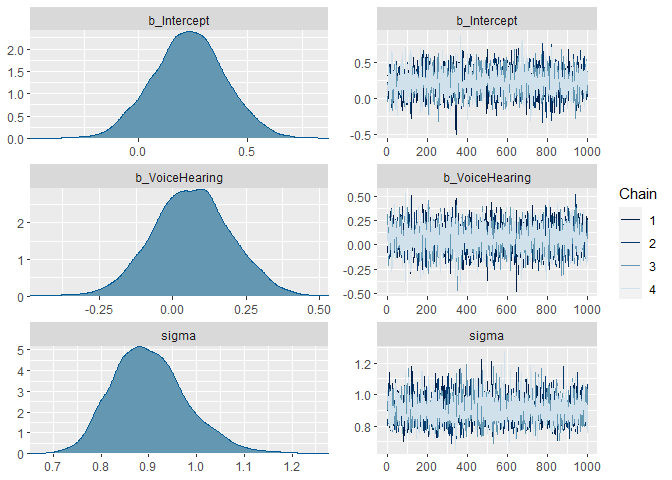 b_Intercept
2.0
1.5
1.0
0.5
0.0
0.0 0.5
b_Intercept
0.5
0.0
-0.5
0 200 400 600 800 1000
b_VoiceHearing
2
1
0
-0.25 0.00 0.25 0.50
b_VoiceHearing
0.50
0.25
0.00
-0.25
-0.50
0 200 400 600 800 1000
sigma
5
4
3
2
1
0
0.7 0.8 0.9 1.0 1.1 1.2
sigma
1.2
1.0
0.8
0 200 400 600 800 1000
Chain
1
2
3
4